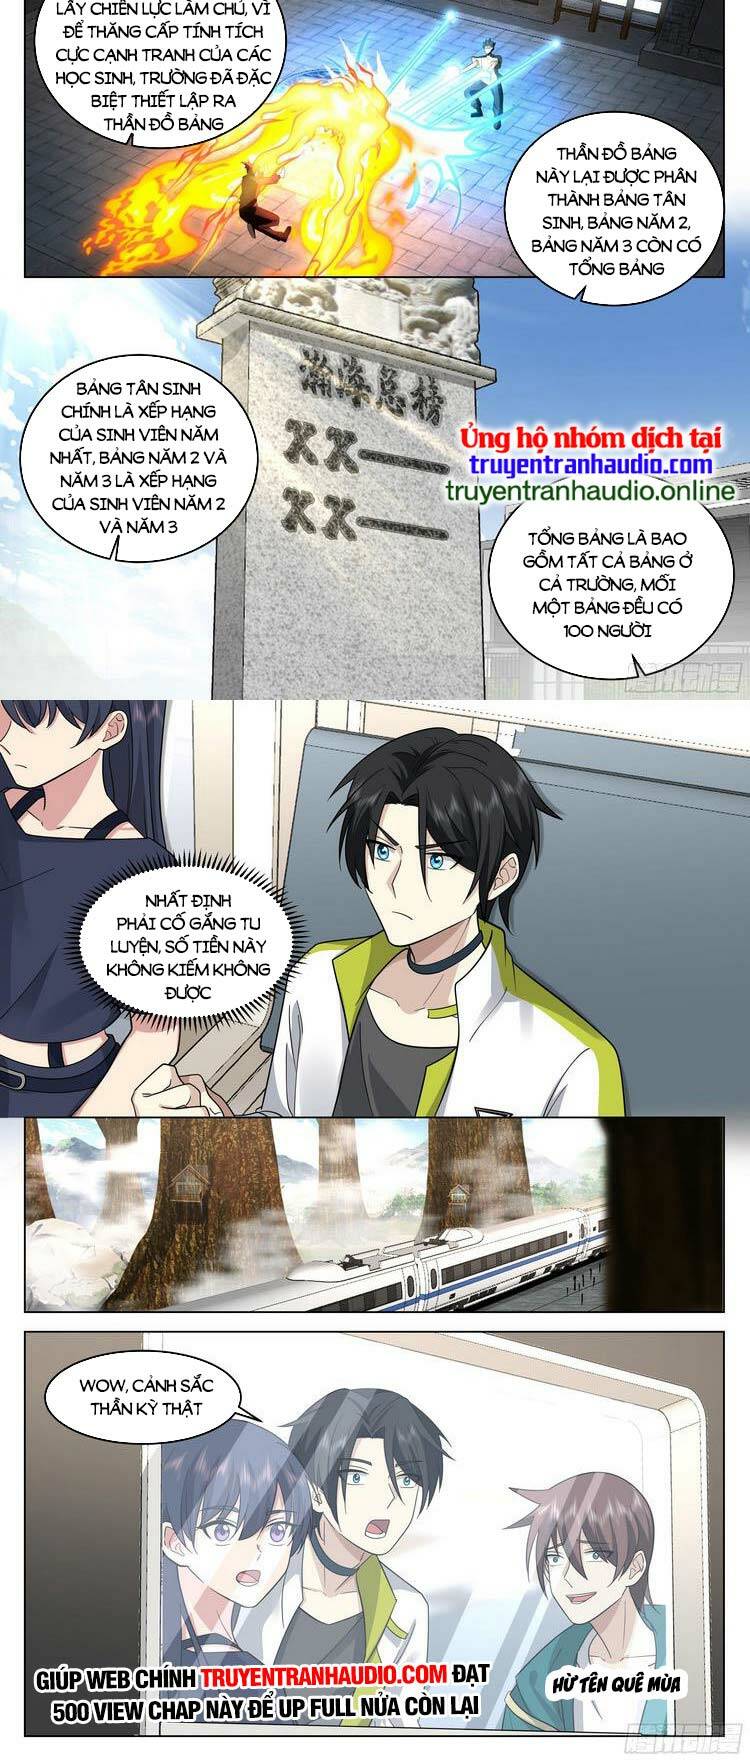 LẤY CHIẾN LỰC LÀM CHỦ, VÌ
ĐỂ THĂNG CẤP TÍNH TÍCH
CỰC CẠNH TRANH CỦA CÁC
HỌC SINH, TRƯỜNG ĐÃ ĐẶC
BIỆT THIẾT LẬP RA
THẦN ĐỒ BẢNG
THẦN ĐỒ BẢNG
NÀY LẠI ĐƯỢC PHÂN
THÀNH BẢNG TÂN
SINH, BẢNG NĂM 2,
BẢNG NĂM 3 CÒN CÓ
TỔNG BẢNG
瀚海总榜
XX—
XX—
BẢNG TÂN SINH
CHÍNH LÀ XẾP HẠNG
CỦA SINH VIÊN NĂM
NHẤT, BẢNG NĂM 2 VÀ
NĂM 3 LÀ XẾP HẠNG
CỦA SINH VIÊN NĂM 2
VÀ NĂM 3
Ủng hộ nhóm dịch tại
truyentranhaudio.com
truyentranhaudio.online
TỔNG BẢNG LÀ BAO
GỒM TẤT CẢ BẢNG Ở
CẢ TRƯỜNG, MỖI
MỘT BẢNG ĐỀU CÓ
100 NGƯỜI
NHẤT ĐỊNH
PHẢI CỐ GẮNG TU
LUYỆN, SỐ TIỀN NÀY
KHÔNG KIẾM KHÔNG
ĐƯỢC
WOW, CẢNH SẮC
THẦN KỲ THẬT
HỪ TÊN QUÊ MÙA
GIÚP WEB CHÍNH TRUYENTRANHAUDIO.COM ĐẠT
500 VIEW CHAP NÀY ĐỂ UP FULL NỬA CÒN LẠI